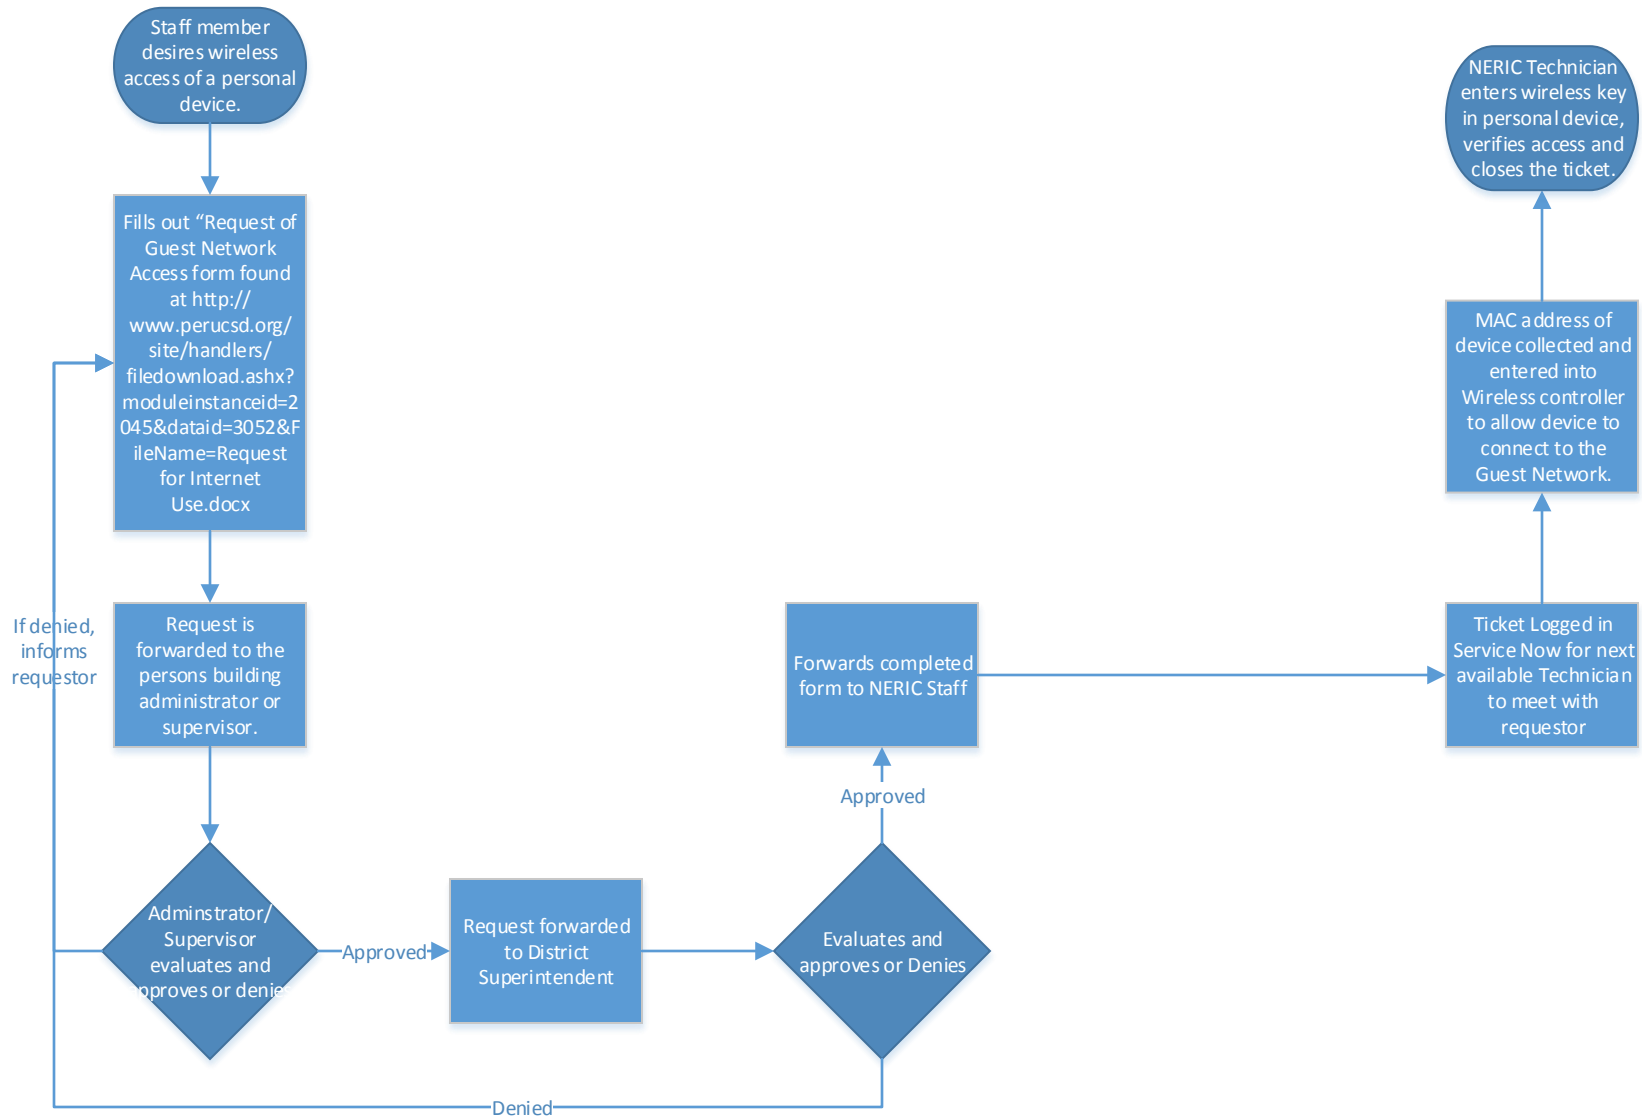 Staff member
desires wireless
access of a personal
device.
Fills out “Request of
Guest Network
Access form found
at http://
www.perucsd.org/
site/handlers/
filedownload.ashx?
moduleinstanceid=2
045&dataid=3052&F
ileName=Request
for Internet
Use.docx
If denied,
informs
requestor
Request is
forwarded to the
persons building
administrator or
supervisor.
Adminstrator/
Supervisor
evaluates and
approves or denies
Approved
Request forwarded
to District
Superintendent
Evaluates and
approves or Denies
Denied
Approved
Forwards completed
form to NERIC Staff
Ticket Logged in
Service Now for next
available Technician
to meet with
requestor
MAC address of
device collected and
entered into
Wireless controller
to allow device to
connect to the
Guest Network.
NERIC Technician
enters wireless key
in personal device,
verifies access and
closes the ticket.